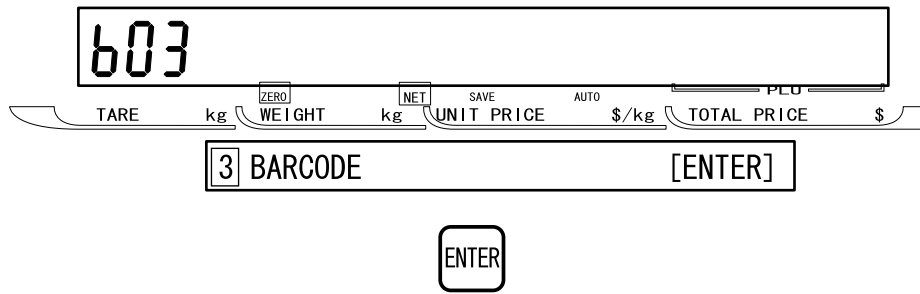 b03
ZERO NET SAVE AUTO PLU
TARE kg WEIGHT kg UNIT PRICE $/kg TOTAL PRICE $
3 BARCODE [ENTER]
ENTER